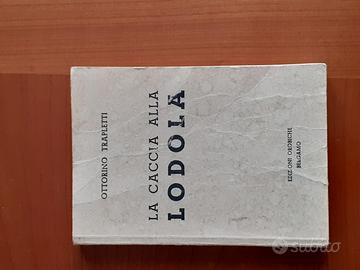 OTTORINO TRAPLETTI
LA CACCIA ALLA
LODOLA
EDIZIONI OROBICHE
BERGAMO
subito